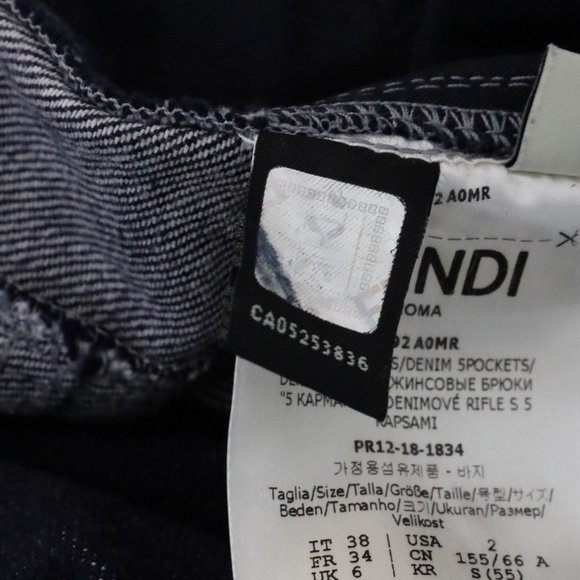 2 A0MR
NDI
OMA
92 A0MR
CA05253836
S/DENIM 5POCKETS/
ЖИНСОВЫЕ БРЮКИ
"5 КАРМА DENIMOVÉ RIFLE S 5
KAPSAMI
PR12-18-1834
가정용섬유제품 - 바지
Taglia/Size/Talla/Größe/Taille/号型/サイズ/
Beden/Tamanho/크기/Ukuran/Размер/
Velikost
IT 38 USA 2
FR 34 CN 155/66 A
UK 6 KR S(55)